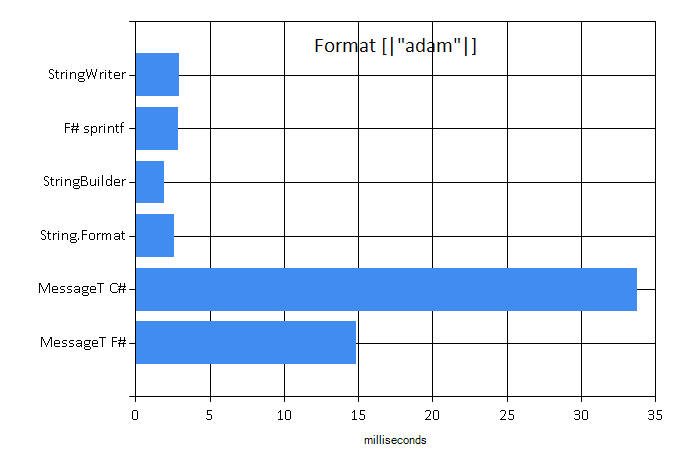 Format [|"adam"|]
StringWriter
F# sprintf
StringBuilder
String.Format
MessageT C#
MessageT F#
0 5 10 15 20 25 30 35
milliseconds